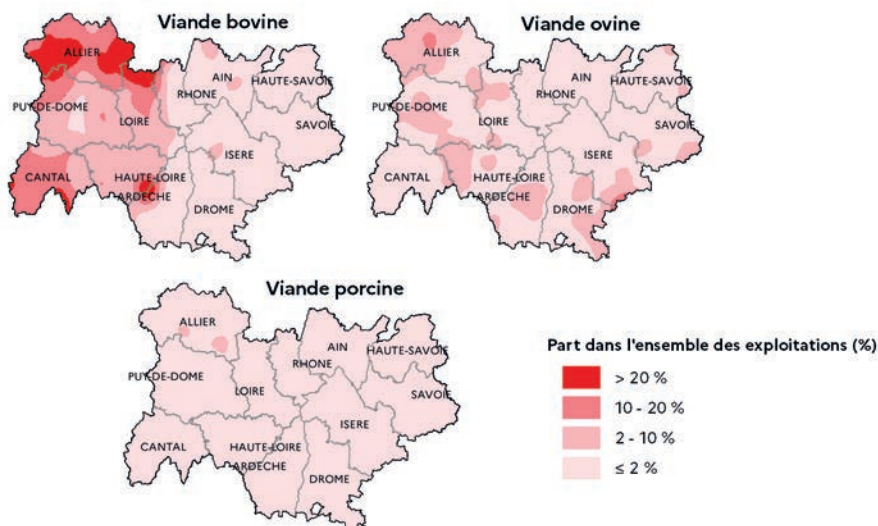 Viande bovine
ALLIER
AIN
HAUTE-SAVOIE
RHONE
PUY-DE-DOME
LOIRE
SAVOIE
ISERE
CANTAL
HAUTE-LOIRE
ARDECHE
DROME
Viande ovine
ALLIER
AIN
HAUTE-SAVOIE
RHONE
PUY-DE-DOME
LOIRE
SAVOIE
ISERE
CANTAL
HAUTE-LOIRE
ARDECHE
DROME
Viande porcine
ALLIER
AIN
HAUTE-SAVOIE
RHONE
PUY-DE-DOME
LOIRE
SAVOIE
ISERE
CANTAL
HAUTE-LOIRE
ARDECHE
DROME
Part dans l'ensemble des exploitations (%)
> 20 %
10 - 20 %
2 - 10 %
≤ 2 %